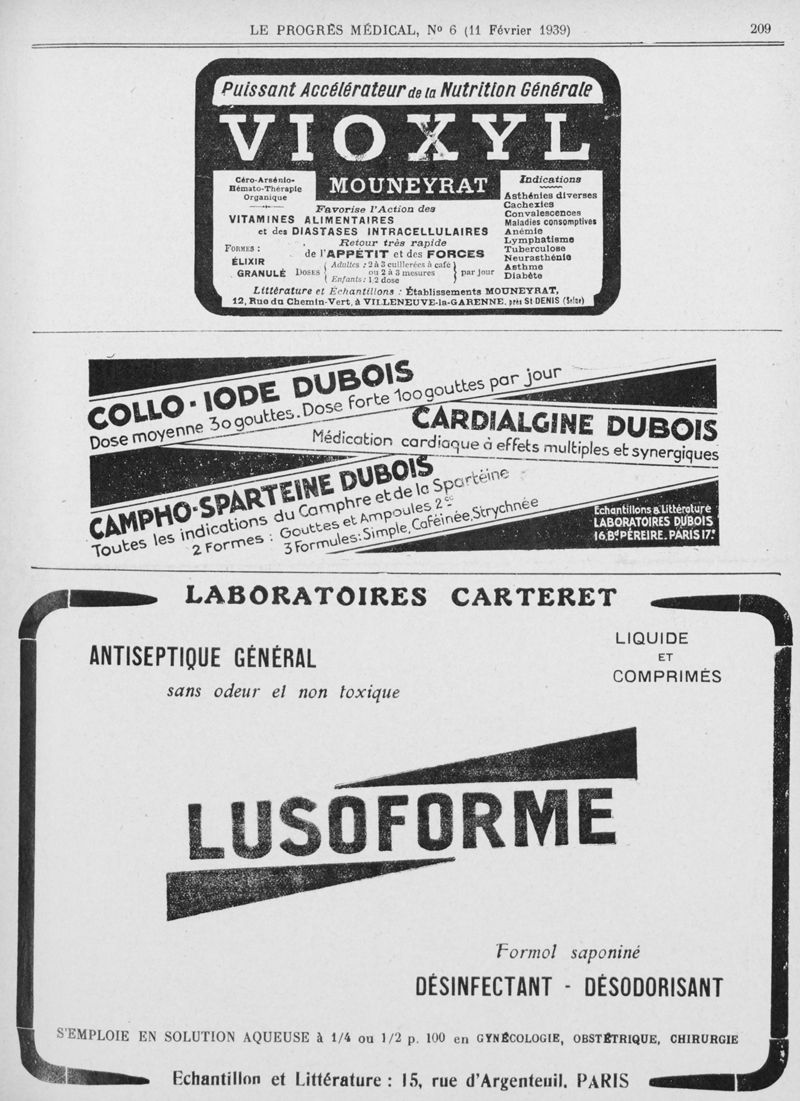 LE PROGRÈS MÉDICAL, Nº 6 (11 Février 1939) 209
Puissant Accélérateur de la Nutrition Générale
VIOXYL
MOUNEYRAT
Céro-Arsénio-
Hémato-Thérapie
Organique
Favorise l'Action des
VITAMINES ALIMENTAIRES
et des DIASTASES INTRACELLULAIRES
Retour très rapide
de l'APPÉTIT et des FORCES
FORMES :
ÉLIXIR
GRANULÉ
DOSES
Adultes : 2 à 3 cuillerées à café
ou 2 à 3 mesures
Enfants : 1/2 dose
par jour
Indications
Asthénies diverses
Cachexies
Convalescences
Maladies consomptives
Anémie
Lymphatisme
Tuberculose
Neurasthénie
Asthme
Diabète
Littérature et Echantillons : Établissements MOUNEYRAT,
12, Rue du Chemin-Vert, à VILLENEUVE-la-GARENNE, près St-DENIS (Seine)
COLLO-IODE DUBOIS
Dose moyenne 30 gouttes. Dose forte 100 gouttes par jour
CARDIALGINE DUBOIS
Médication cardiaque à effets multiples et synergiques
CAMPHO-SPARTEINE DUBOIS
Toutes les indications du Camphre et de la Spartéine
2 Formes : Gouttes et Ampoules 2cc
3 Formules: Simple, Caféinée, Strychnée
Echantillons & Littérature
LABORATOIRES DUBOIS
16, Bd PÉREIRE. PARIS 17e
LABORATOIRES CARTERET
ANTISEPTIQUE GÉNÉRAL
sans odeur et non toxique
LIQUIDE
ET
COMPRIMÉS
LUSOFORME
Formol saponiné
DÉSINFECTANT - DÉSODORISANT
S'EMPLOIE EN SOLUTION AQUEUSE à 1/4 ou 1/2 p. 100 en GYNÉCOLOGIE, OBSTÉTRIQUE, CHIRURGIE
Echantillon et Littérature : 15, rue d'Argenteuil. PARIS